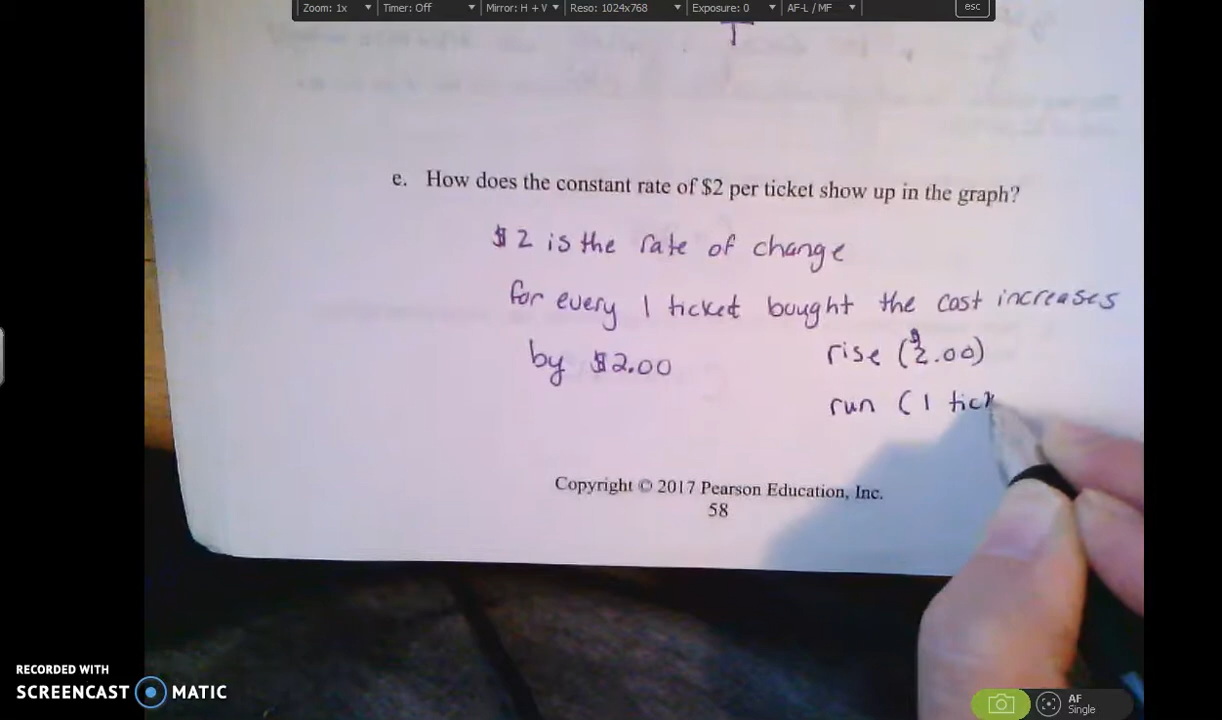 Zoom: 1x Timer: Off Mirror: H + V Reso: 1024x768 Exposure: 0 AF-L / MF esc
T
e. How does the constant rate of $2 per ticket show up in the graph?
$2 is the rate of change
for every 1 ticket bought the cost increases
by $2.00
rise ($2.00)
run (1 tick
Copyright © 2017 Pearson Education, Inc.
58
RECORDED WITH
SCREENCAST MATIC
AF
Single